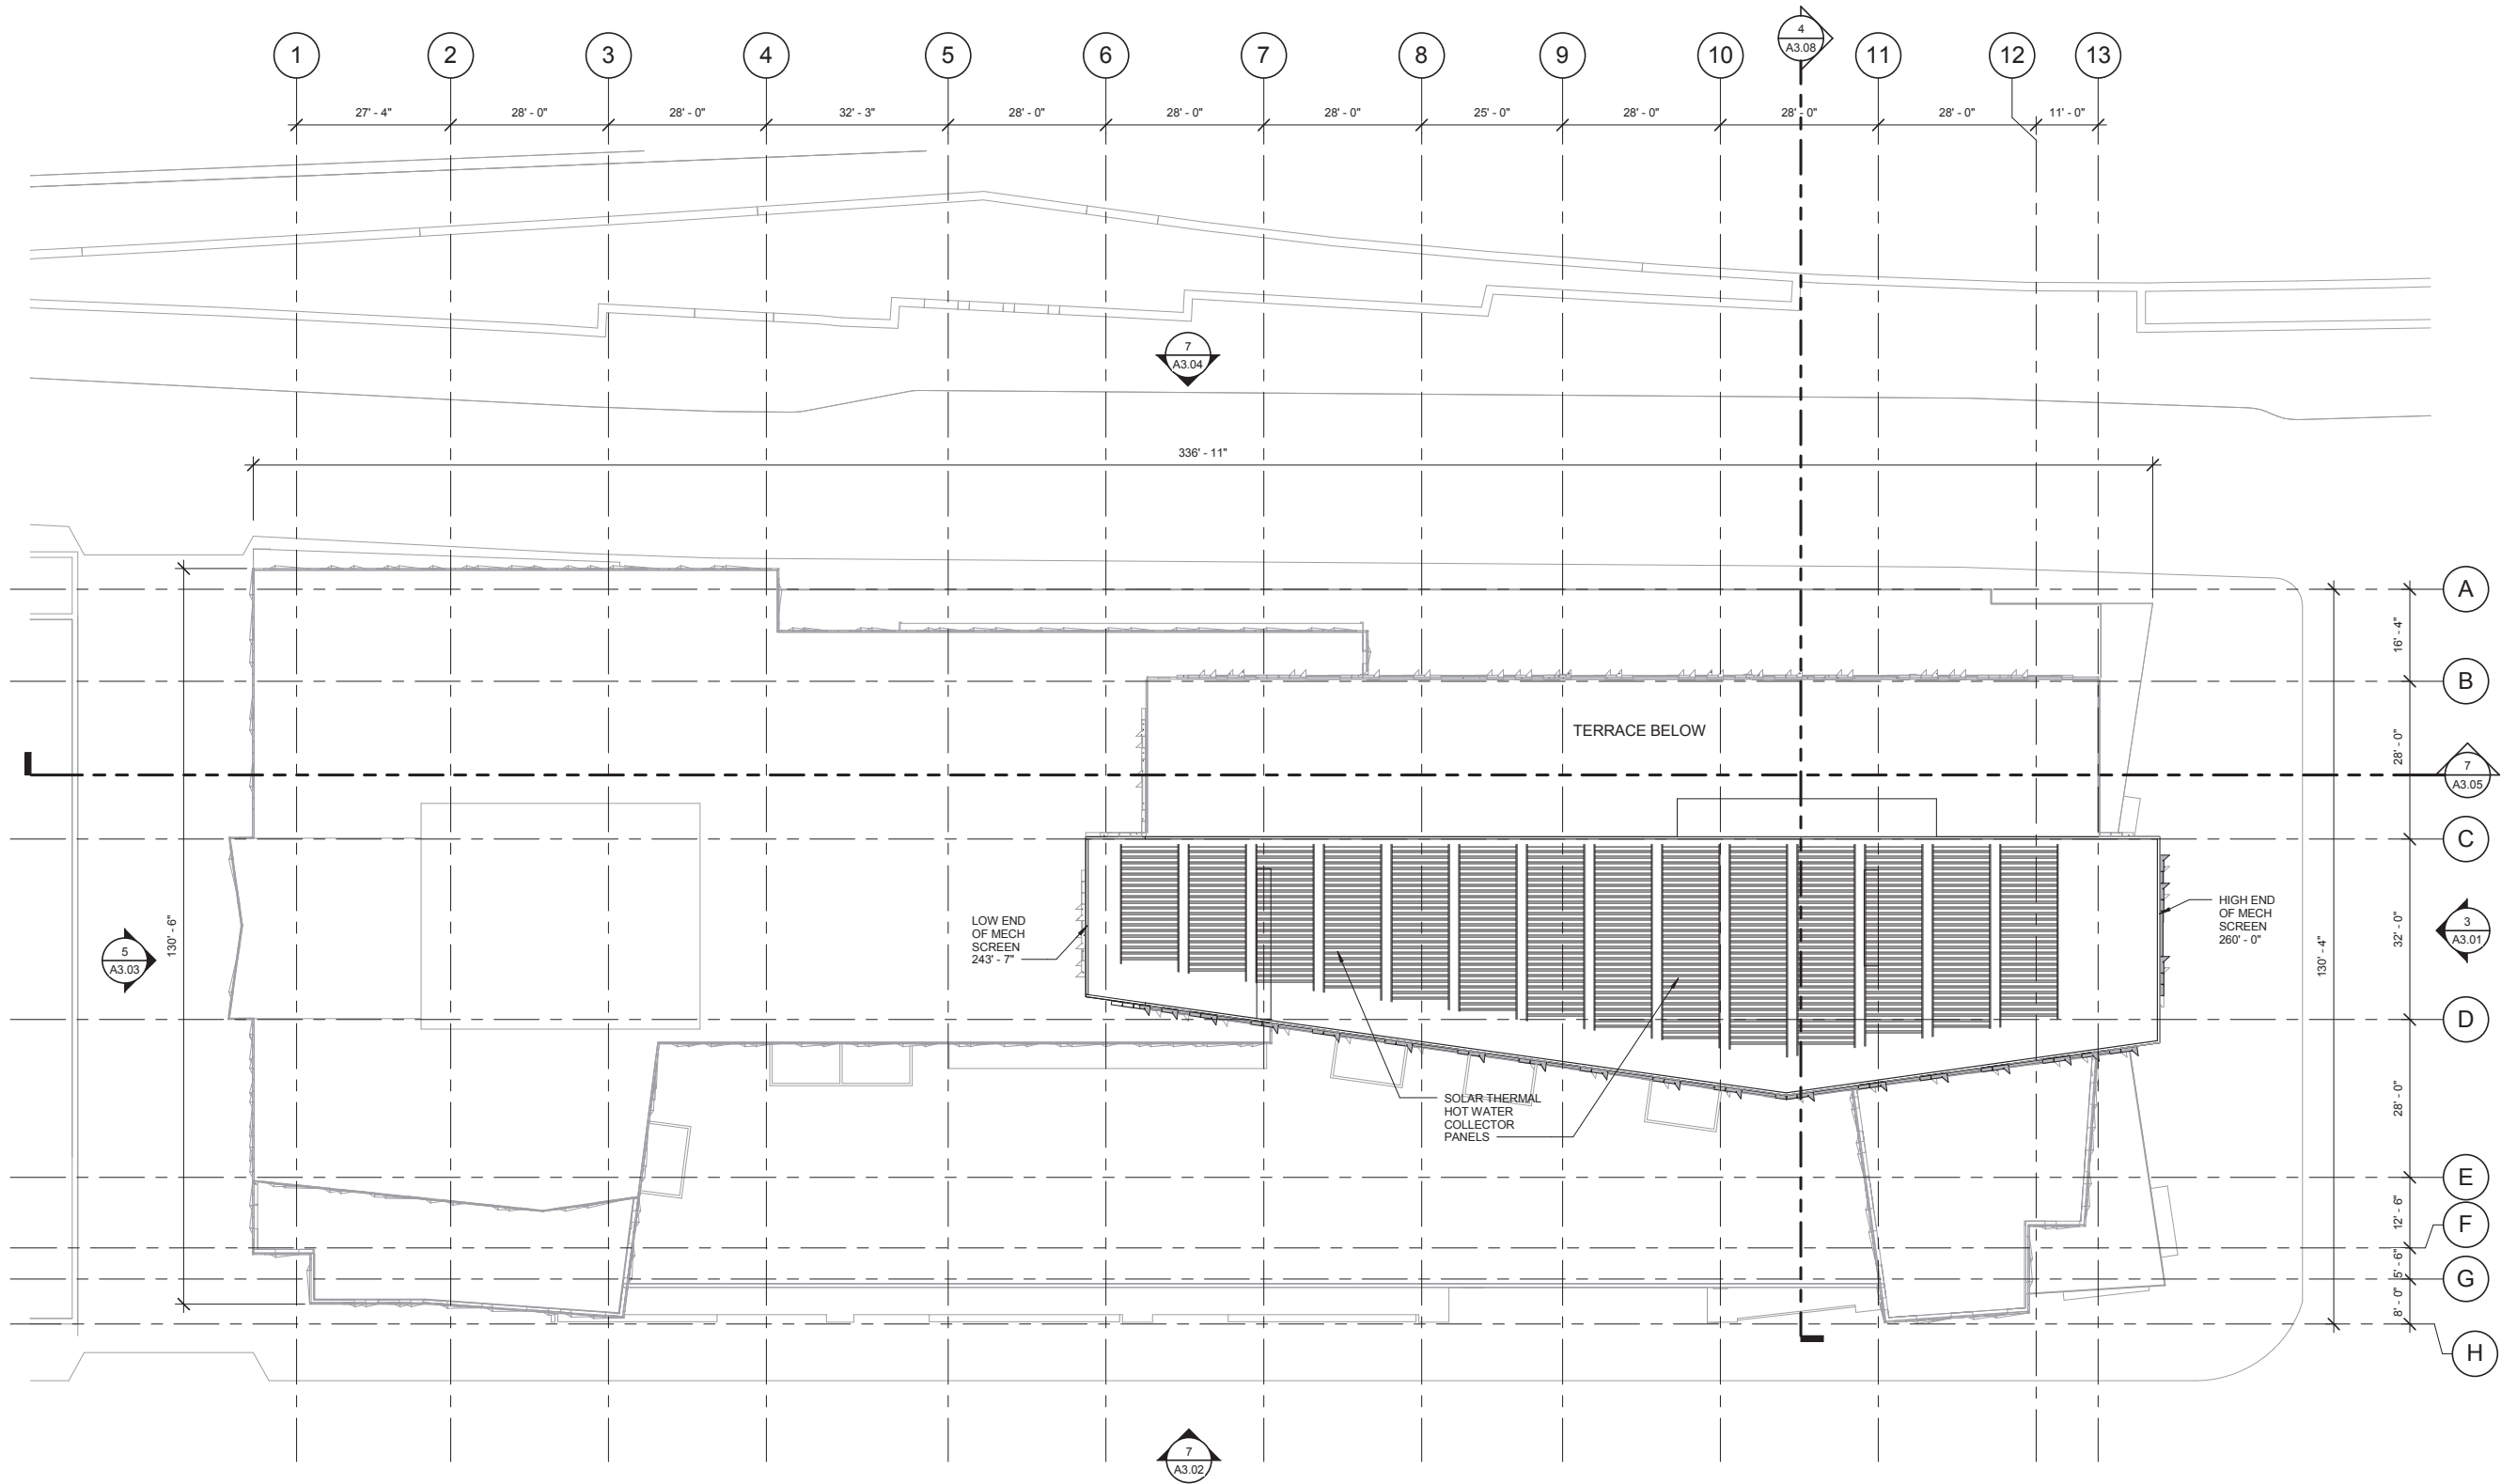 4
A3.08
1
2
3
4
5
6
7
8
9
10
11
12
13
27' - 4"
28' - 0"
28' - 0"
32' - 3"
28' - 0"
28' - 0"
28' - 0"
25' - 0"
28' - 0"
28' - 0"
28' - 0"
11' - 0"
7
A3.04
336' - 11"
A
16' - 4"
B
TERRACE BELOW
28' - 0"
7
A3.05
C
LOW END
OF MECH
SCREEN
243' - 7"
HIGH END
OF MECH
SCREEN
260' - 0"
5
A3.03
130' - 6"
130' - 4"
32' - 0"
3
A3.01
D
SOLAR THERMAL
HOT WATER
COLLECTOR
PANELS
28' - 0"
E
12' - 6"
F
5' - 6"
G
8' - 0"
H
7
A3.02